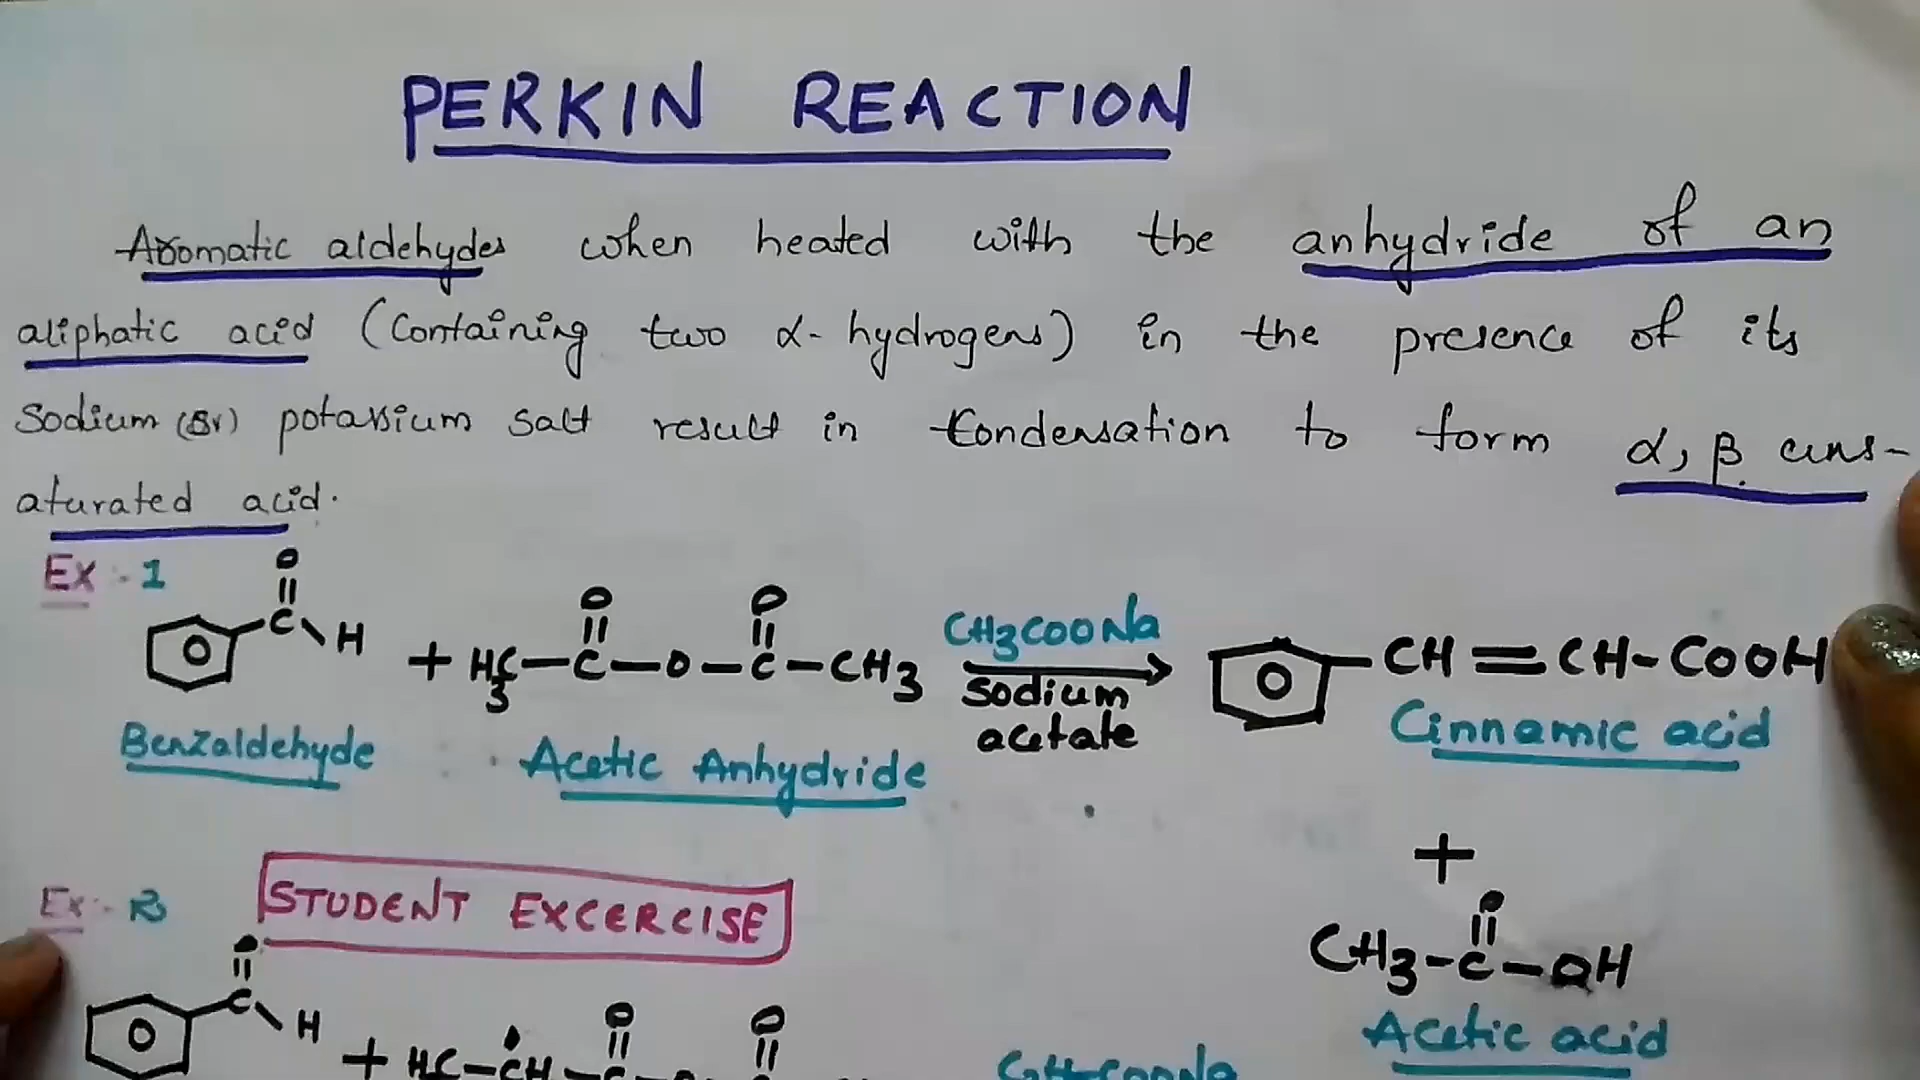 PERKIN REACTION
Aromatic aldehydes when heated with the anhydride of an
aliphatic acid (Containing two α-hydrogens) in the presence of its
Sodium (or) potassium salt result in Condensation to form α, β uns-
aturated acid.
Ex :- 1
O
C
H
+ H₃C-C-O-C-CH₃
O O
CH₃COONa
Sodium
acetate
CH=CH-COOH
Benzaldehyde
Acetic Anhydride
Cinnamic acid
+
Ex:- 2
STUDENT EXCERCISE
O
CH₃-C-OH
Acetic acid
O
C
H
+
O O